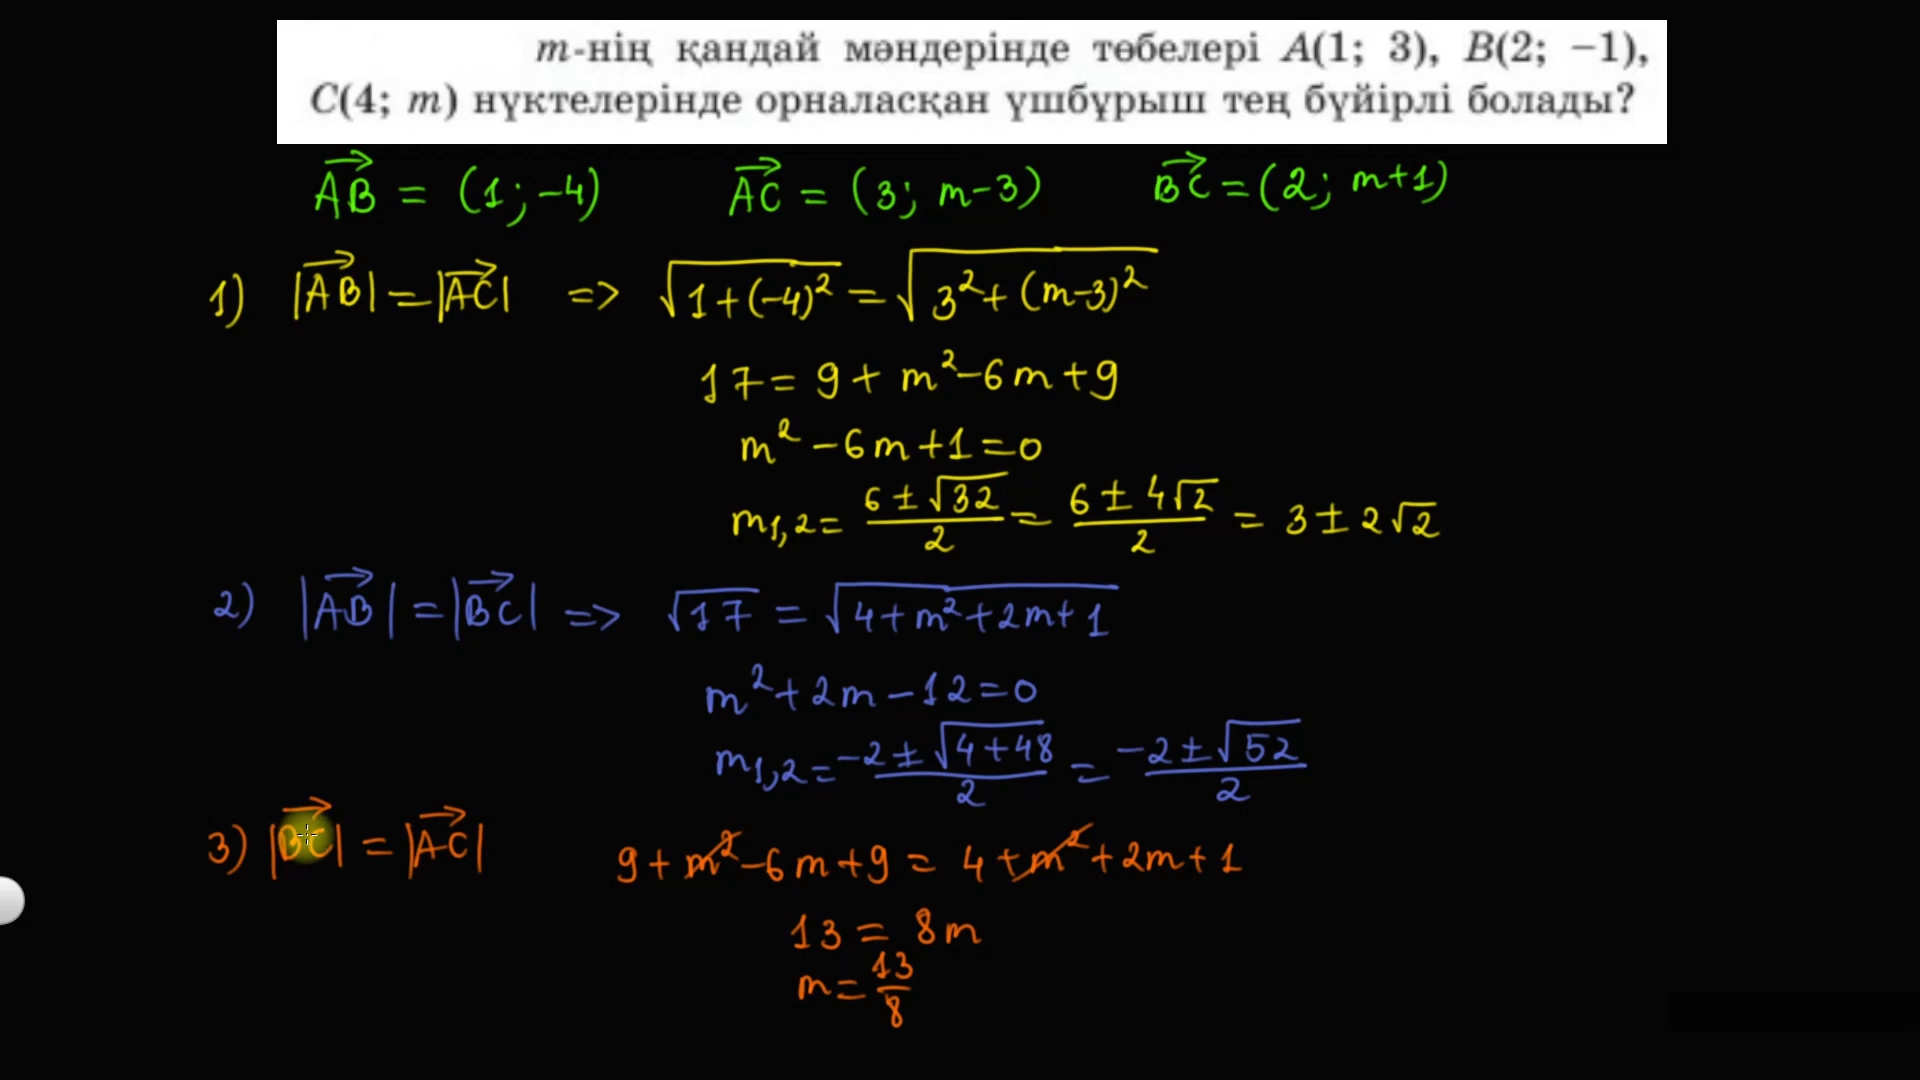 m-нің қандай мәндерінде төбелері A(1; 3), B(2; −1),
C(4; m) нүктелерінде орналасқан үшбұрыш тең бүйірлі болады?
AB→ = (1; −4) AC→ = (3; m−3) BC→ = (2; m+1)
1) |AB→| = |AC→| => √(1+(−4)²) = √(3²+(m−3)²)
17 = 9 + m² − 6m + 9
m² − 6m + 1 = 0
m1,2 = (6 ± √32)/2 = (6 ± 4√2)/2 = 3 ± 2√2
2) |AB→| = |BC→| => √17 = √(4 + m² + 2m + 1)
m² + 2m − 12 = 0
m1,2 = (−2 ± √(4+48))/2 = (−2 ± √52)/2
3) |BC→| = |AC→| 9 + m² − 6m + 9 = 4 + m² + 2m + 1
13 = 8m
m = 13/8